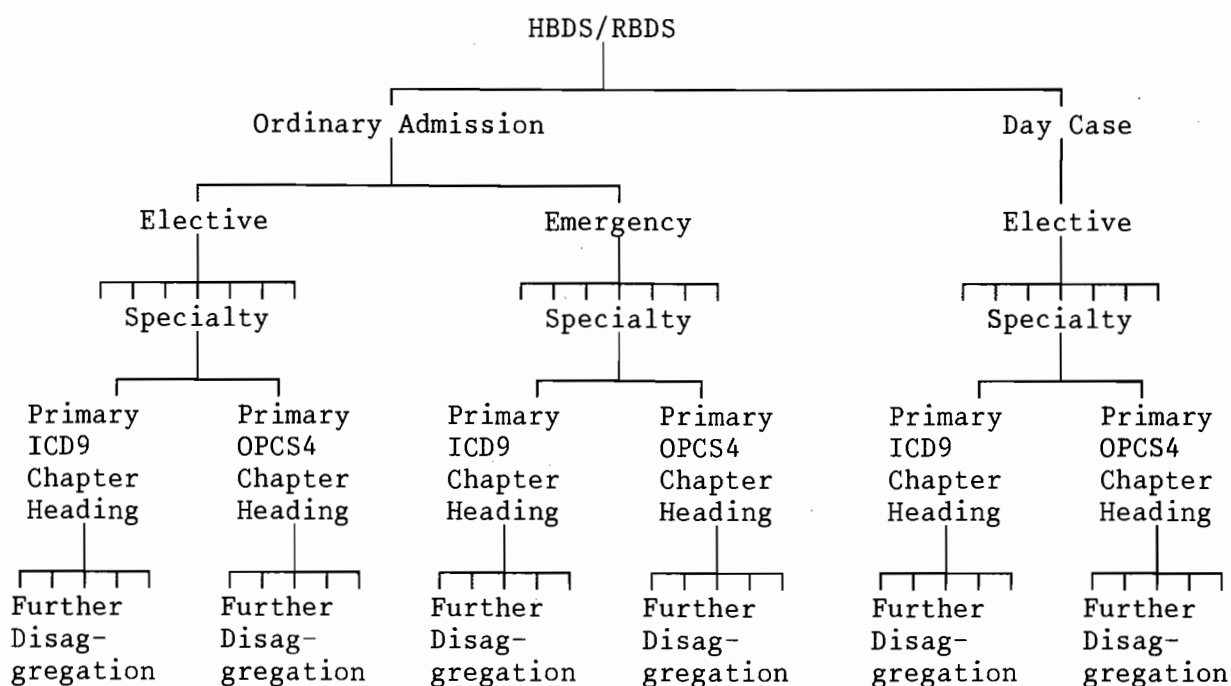 HBDS/RBDS
Ordinary Admission Day Case
Elective Emergency Elective
Specialty Specialty Specialty
Primary Primary Primary Primary Primary Primary
ICD9 OPCS4 ICD9 OPCS4 ICD9 OPCS4
Chapter Chapter Chapter Chapter Chapter Chapter
Heading Heading Heading Heading Heading Heading
Further Further Further Further Further Further
Disag- Disag- Disag- Disag- Disag- Disag-
gregation gregation gregation gregation gregation gregation